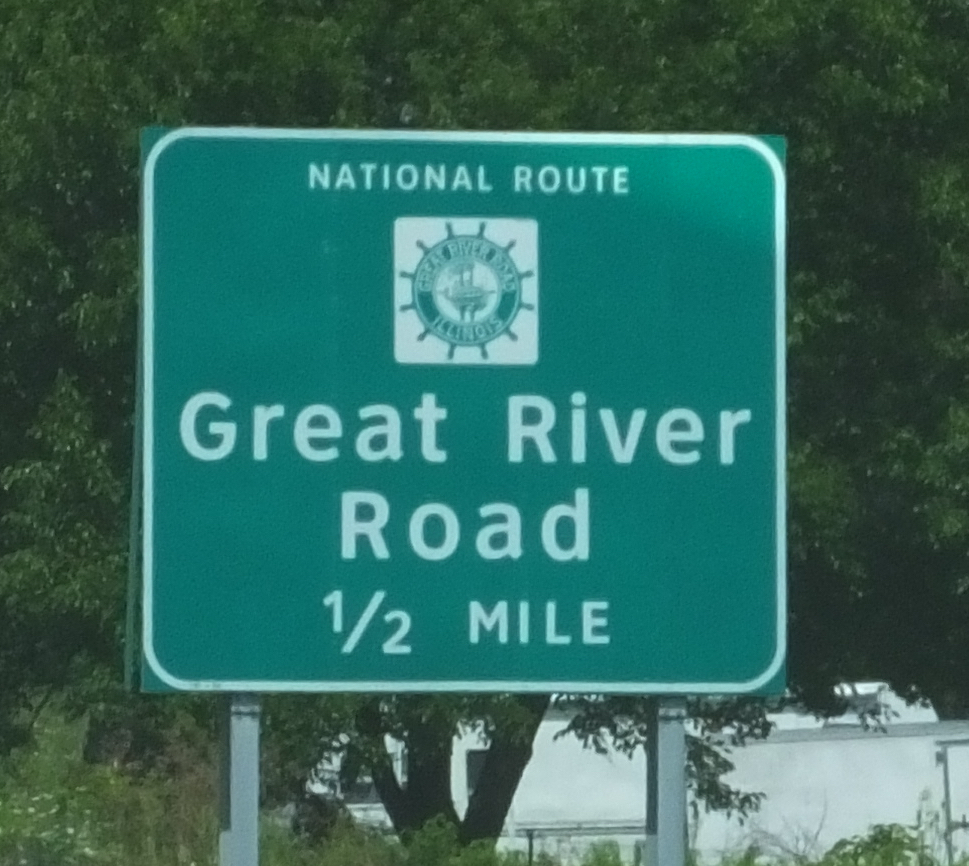 NATIONAL ROUTE
GREAT RIVER ROAD
ILLINOIS
Great River
Road
1/2 MILE